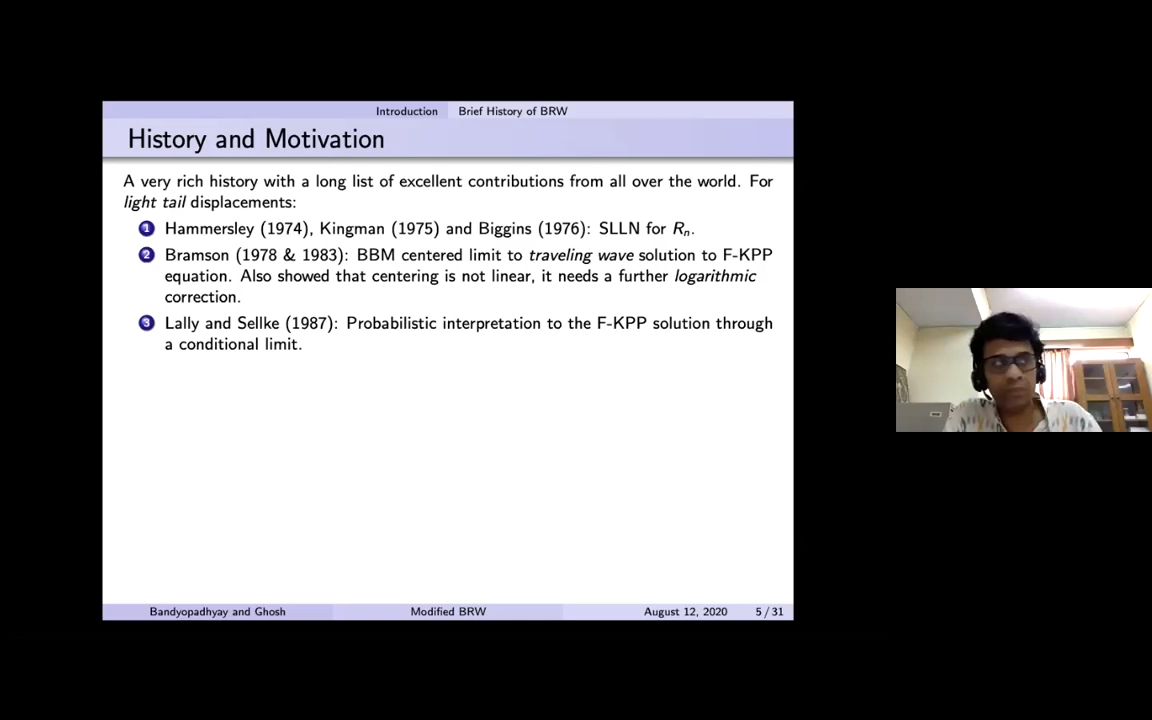 Introduction Brief History of BRW
History and Motivation
A very rich history with a long list of excellent contributions from all over the world. For
light tail displacements:
1 Hammersley (1974), Kingman (1975) and Biggins (1976): SLLN for Rn.
2 Bramson (1978 & 1983): BBM centered limit to traveling wave solution to F-KPP
equation. Also showed that centering is not linear, it needs a further logarithmic
correction.
3 Lally and Sellke (1987): Probabilistic interpretation to the F-KPP solution through
a conditional limit.
Bandyopadhyay and Ghosh Modified BRW August 12, 2020 5 / 31